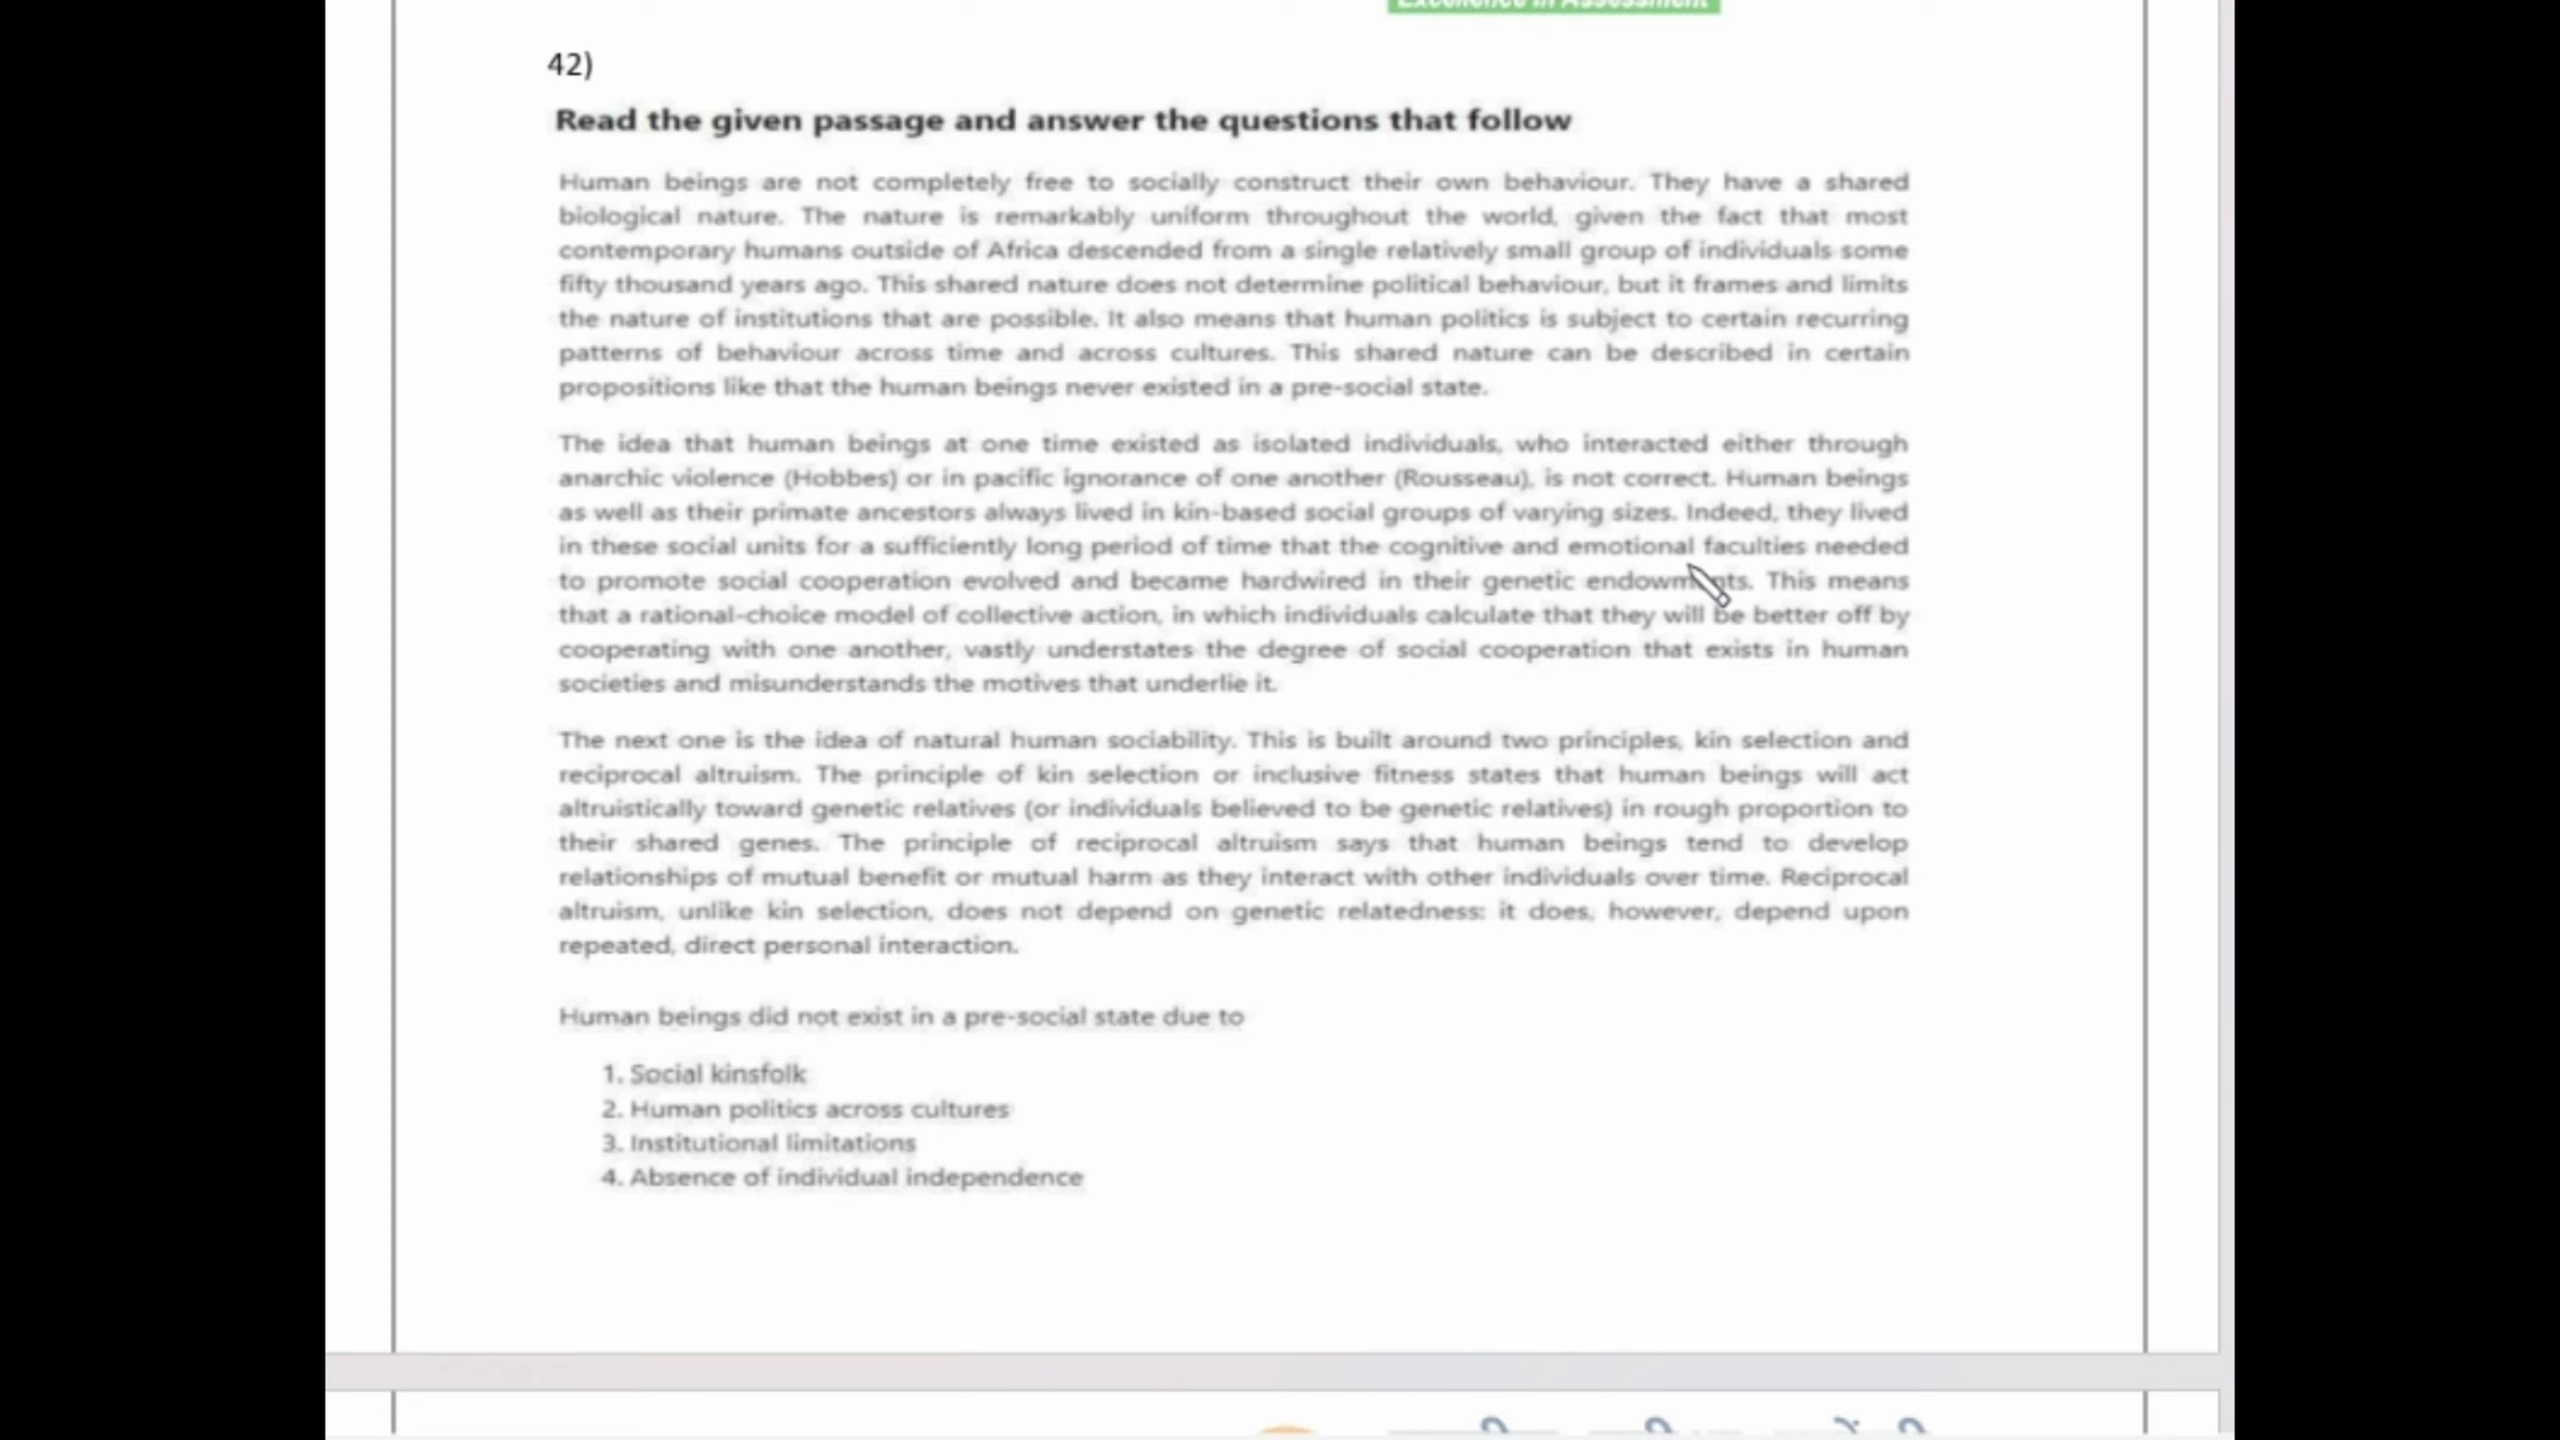 Excellence in Assessment
42)
Read the given passage and answer the questions that follow
Human beings are not completely free to socially construct their own behaviour. They have a shared
biological nature. The nature is remarkably uniform throughout the world, given the fact that most
contemporary humans outside of Africa descended from a single relatively small group of individuals some
fifty thousand years ago. This shared nature does not determine political behaviour, but it frames and limits
the nature of institutions that are possible. It also means that human politics is subject to certain recurring
patterns of behaviour across time and across cultures. This shared nature can be described in certain
propositions like that the human beings never existed in a pre-social state.
The idea that human beings at one time existed as isolated individuals, who interacted either through
anarchic violence (Hobbes) or in pacific ignorance of one another (Rousseau), is not correct. Human beings
as well as their primate ancestors always lived in kin-based social groups of varying sizes. Indeed, they lived
in these social units for a sufficiently long period of time that the cognitive and emotional faculties needed
to promote social cooperation evolved and became hardwired in their genetic endowments. This means
that a rational-choice model of collective action, in which individuals calculate that they will be better off by
cooperating with one another, vastly understates the degree of social cooperation that exists in human
societies and misunderstands the motives that underlie it.
The next one is the idea of natural human sociability. This is built around two principles, kin selection and
reciprocal altruism. The principle of kin selection or inclusive fitness states that human beings will act
altruistically toward genetic relatives (or individuals believed to be genetic relatives) in rough proportion to
their shared genes. The principle of reciprocal altruism says that human beings tend to develop
relationships of mutual benefit or mutual harm as they interact with other individuals over time. Reciprocal
altruism, unlike kin selection, does not depend on genetic relatedness: it does, however, depend upon
repeated, direct personal interaction.
Human beings did not exist in a pre-social state due to
1. Social kinsfolk
2. Human politics across cultures
3. Institutional limitations
4. Absence of individual independence